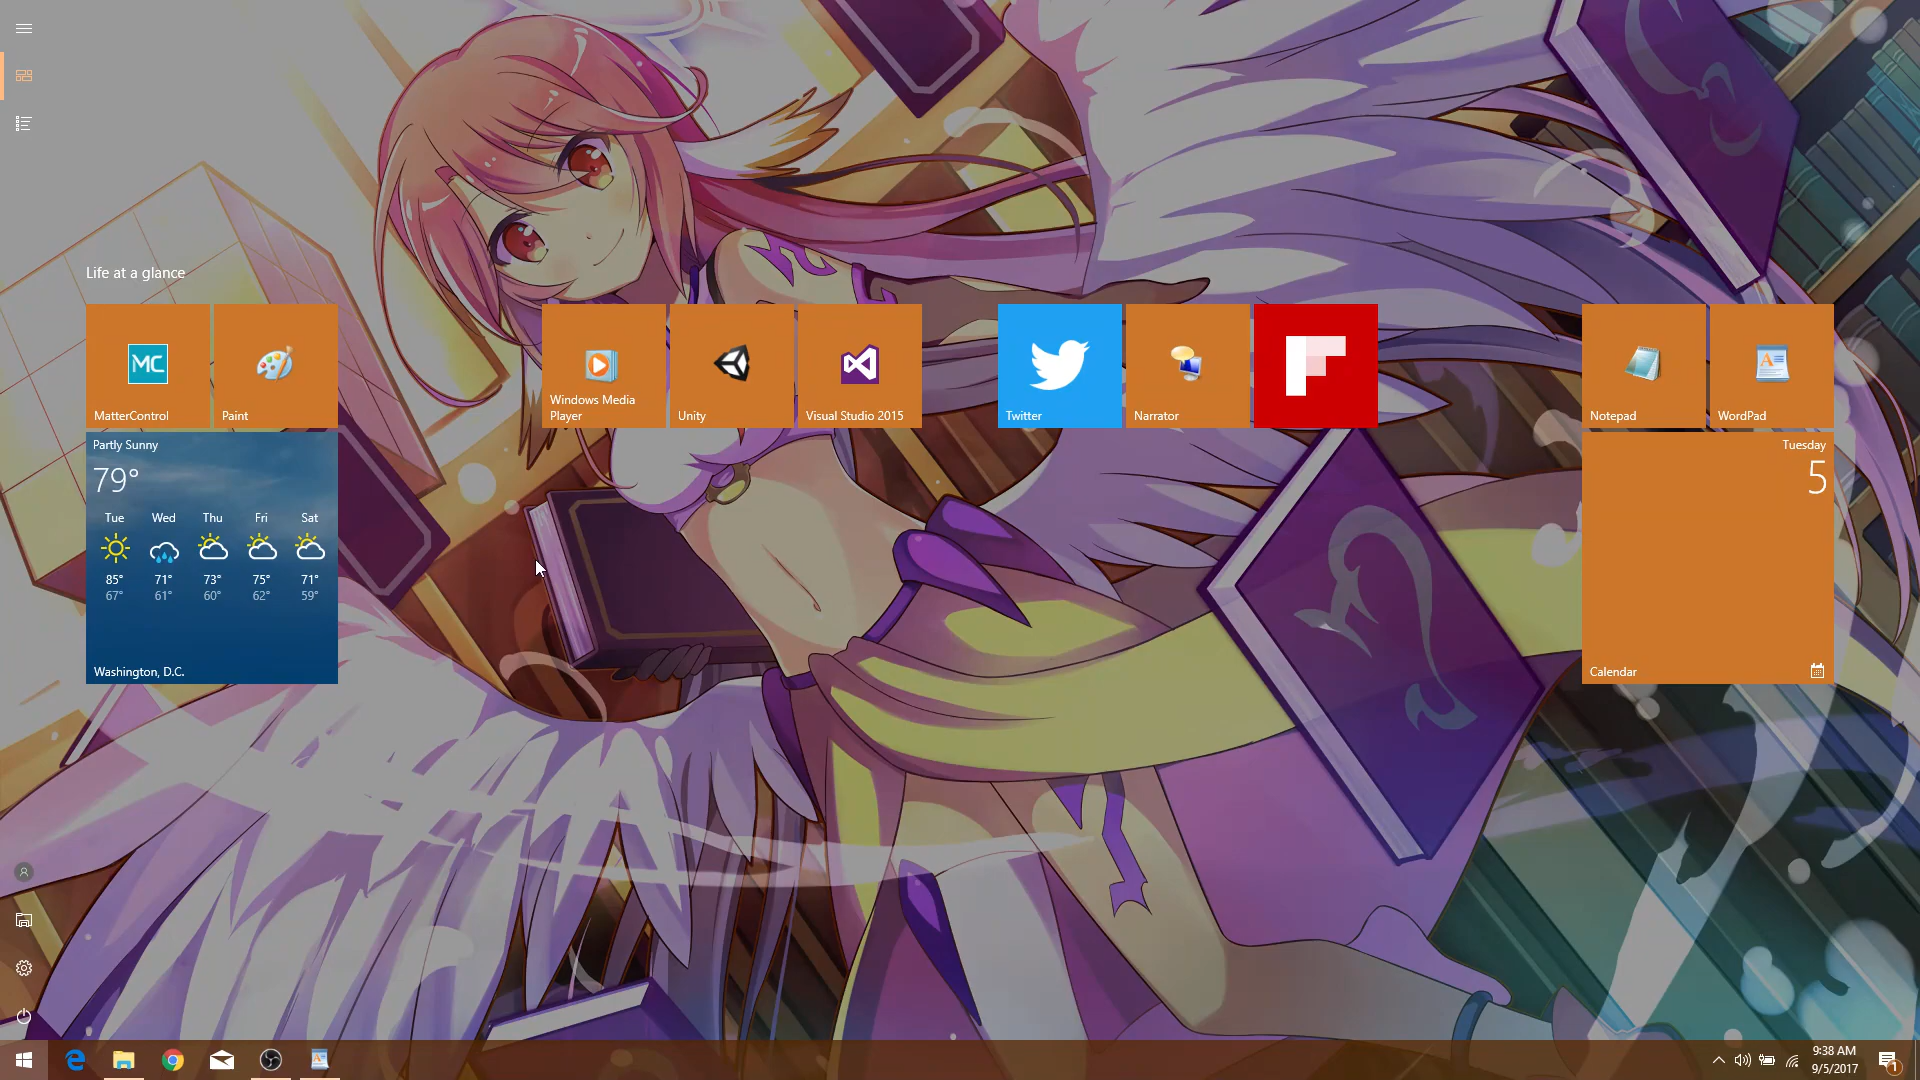 Life at a glance
MC
MatterControl
Paint
Windows Media
Player
Unity
Visual Studio 2015
Twitter
Narrator
Notepad
WordPad
Partly Sunny
79°
Tue Wed Thu Fri Sat
85° 71° 73° 75° 71°
67° 61° 60° 62° 59°
Washington, D.C.
Tuesday
5
Calendar
9:38 AM
9/5/2017
1